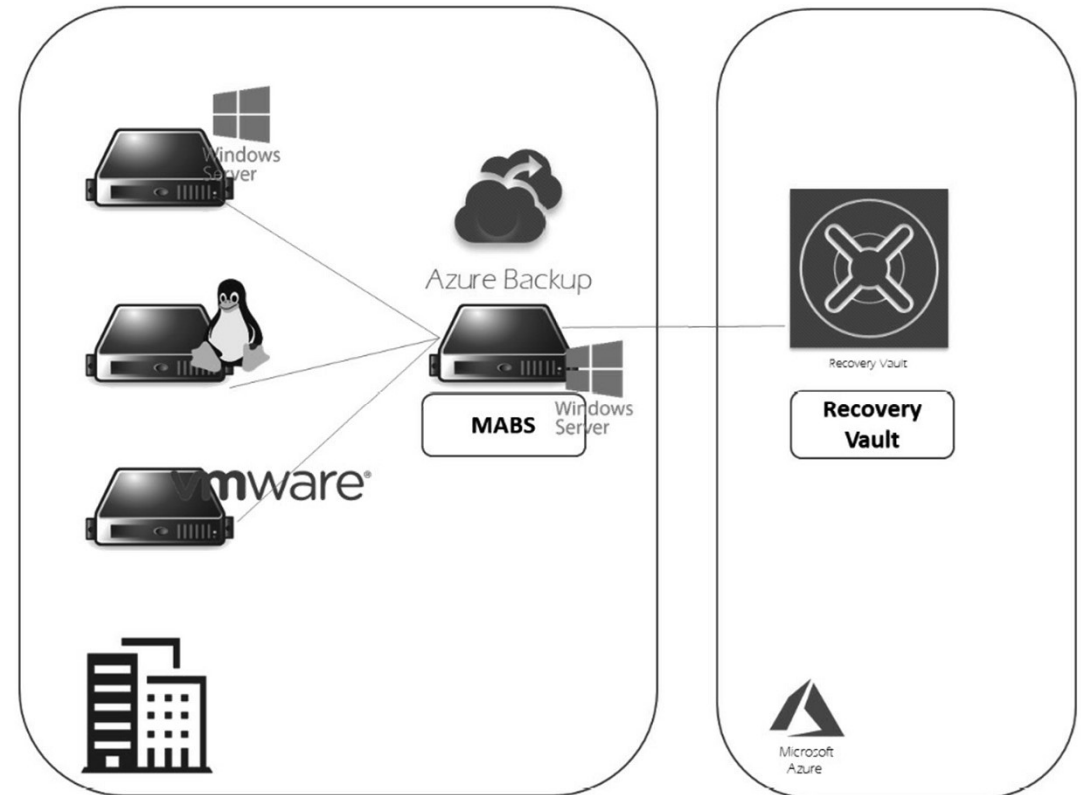 Windows
Server
Azure Backup
Windows
Server
MABS
vmware®
Recovery Vault
Recovery
Vault
Microsoft
Azure